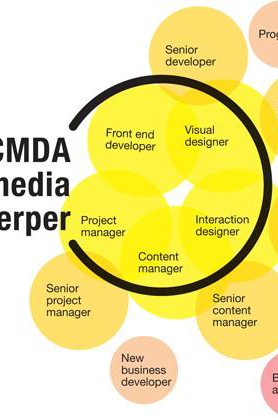 Senior
developer
Prog
Front end
developer
Visual
designer
CMDA
media
erper
Project
manager
Interaction
designer
Content
manager
Senior
project
manager
Senior
content
manager
New
business
developer